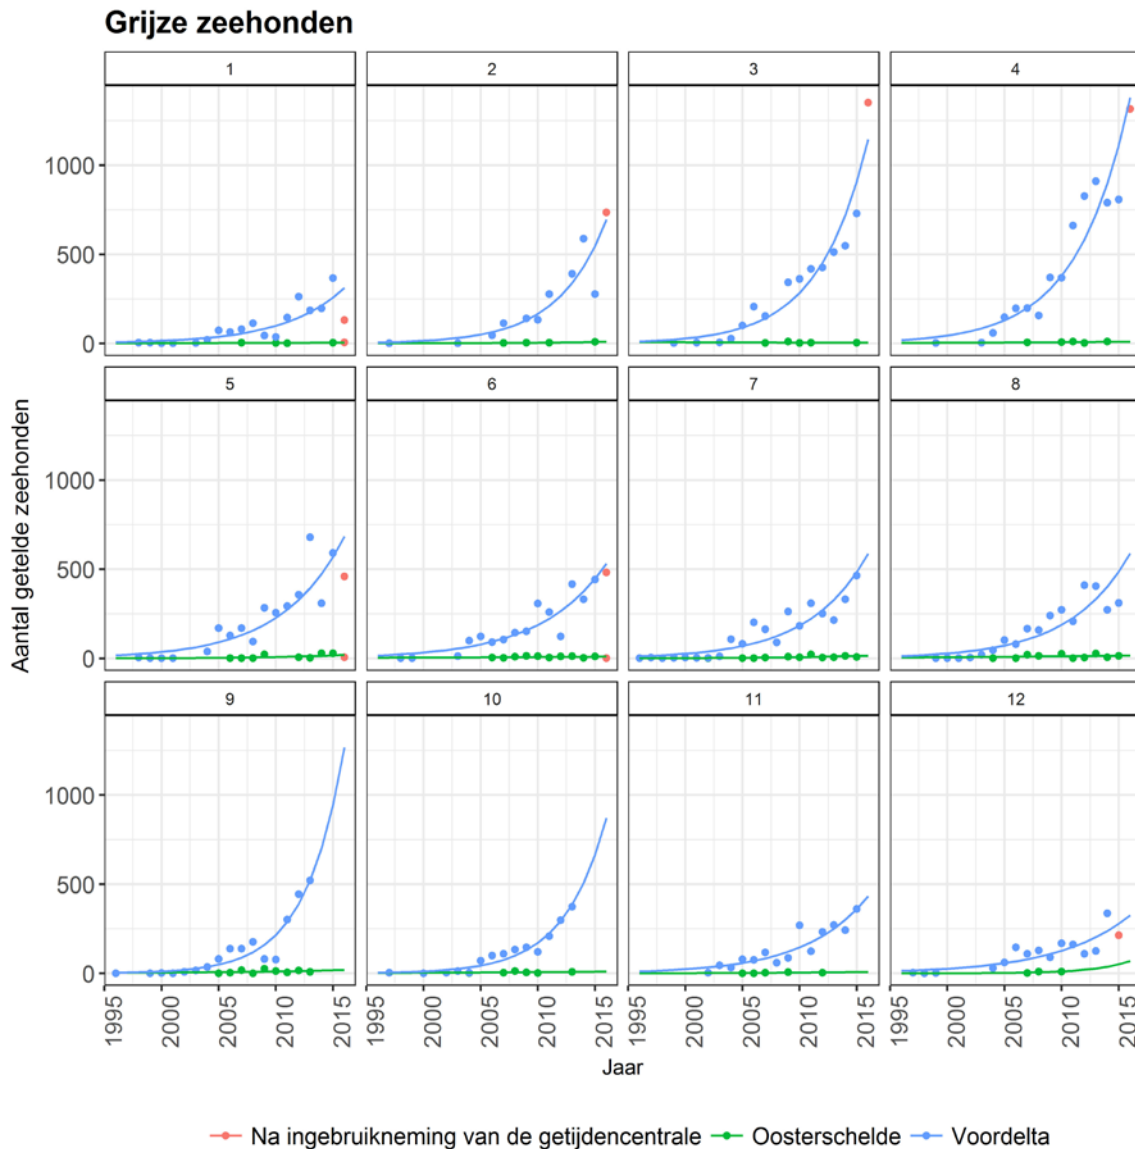 Grijze zeehonden
1 2 3 4
1000
500
0
5 6 7 8
1000
500
0
9 10 11 12
1000
500
0
1995 2000 2005 2010 2015 1995 2000 2005 2010 2015 1995 2000 2005 2010 2015 1995 2000 2005 2010 2015
Aantal getelde zeehonden
Jaar
Na ingebruikneming van de getijdencentrale Oosterschelde Voordelta